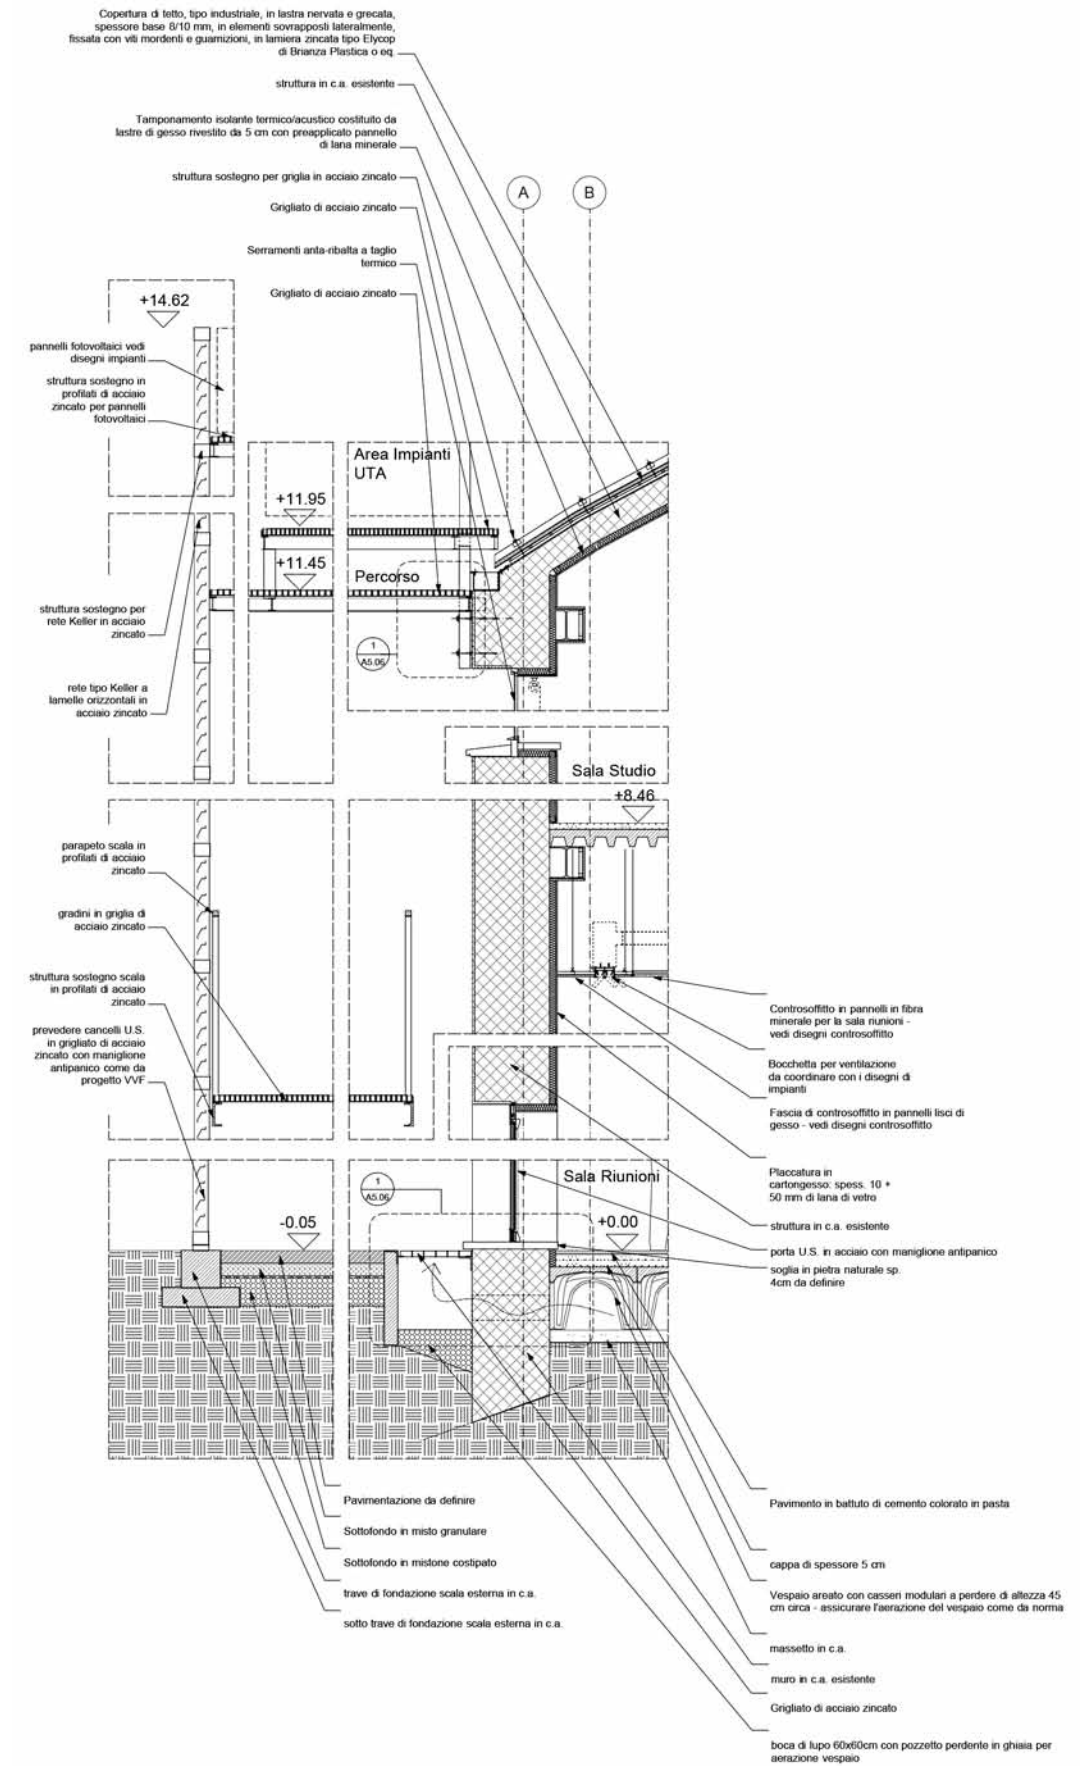 Copertura di tetto, tipo industriale, in lastra nervata e grecata,
spessore base 8/10 mm, in elementi sovrapposti lateralmente,
fissata con viti mordenti e guarnizioni, in lamiera zincata tipo Elycop
di Brianza Plastica o eq.
struttura in c.a. esistente
Tamponamento isolante termico/acustico costituito da
lastre di gesso rivestito da 5 cm con preapplicato pannello
di lana minerale
struttura sostegno per griglia in acciaio zincato
Grigliato di acciaio zincato
Serramenti anta-ribalta a taglio
termico
Grigliato di acciaio zincato
A
B
+14.62
pannelli fotovoltaici vedi
disegni impianti
struttura sostegno in
profilati di acciaio
zincato per pannelli
fotovoltaici
Area Impianti
UTA
+11.95
+11.45
Percorso
1
A5.06
struttura sostegno per
rete Keller in acciaio
zincato
rete tipo Keller a
lamelle orizzontali in
acciaio zincato
Sala Studio
+8.46
parapeto scala in
profilati di acciaio
zincato
gradini in griglia di
acciaio zincato
struttura sostegno scala
in profilati di acciaio
zincato
prevedere cancelli U.S.
in grigliato di acciaio
zincato con maniglione
antipanico come da
progetto VVF
Controsoffitto in pannelli in fibra
minerale per la sala riunioni -
vedi disegni controsoffitto
Bocchetta per ventilazione
da coordinare con i disegni di
impianti
Fascia di controsoffitto in pannelli lisci di
gesso - vedi disegni controsoffitto
Placcatura in
cartongesso: spess. 10 +
50 mm di lana di vetro
struttura in c.a. esistente
porta U.S. in acciaio con maniglione antipanico
soglia in pietra naturale sp.
4cm da definire
Sala Riunioni
1
A5.06
-0.05
+0.00
Pavimentazione da definire
Sottofondo in misto granulare
Sottofondo in mistone costipato
trave di fondazione scala esterna in c.a.
sotto trave di fondazione scala esterna in c.a.
Pavimento in battuto di cemento colorato in pasta
cappa di spessore 5 cm
Vespaio areato con casseri modulari a perdere di altezza 45
cm circa - assicurare l'aerazione del vespaio come da norma
massetto in c.a.
muro in c.a. esistente
Grigliato di acciaio zincato
boca di lupo 60x60cm con pozzetto perdente in ghiaia per
aerazione vespaio